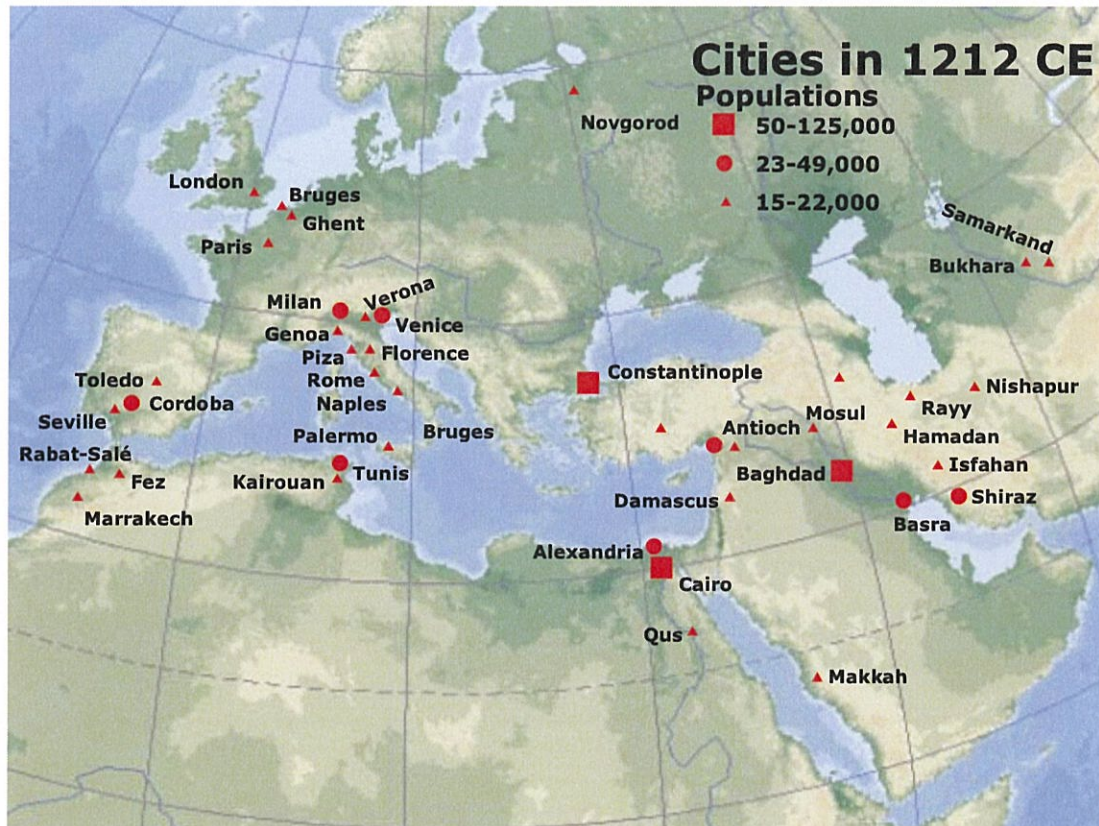 Cities in 1212 CE
Populations
50-125,000
23-49,000
15-22,000
Novgorod
London
Bruges
Ghent
Paris
Samarkand
Bukhara
Milan
Verona
Venice
Genoa
Piza
Florence
Rome
Naples
Bruges
Toledo
Cordoba
Seville
Constantinople
Nishapur
Rayy
Mosul
Hamadan
Antioch
Isfahan
Baghdad
Shiraz
Basra
Damascus
Palermo
Tunis
Kairouan
Rabat-Salé
Fez
Marrakech
Alexandria
Cairo
Qus
Makkah